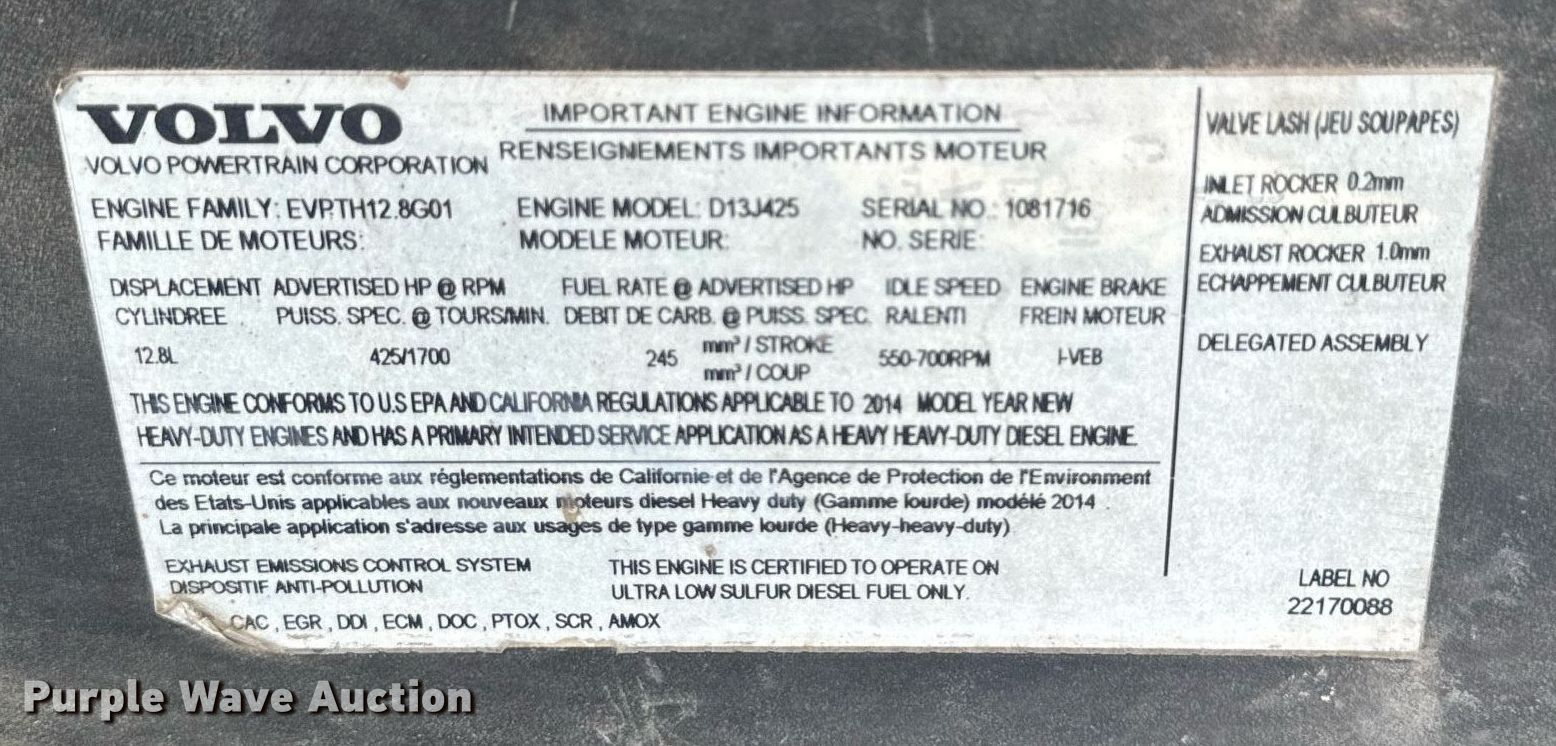 VOLVO
VOLVO POWERTRAIN CORPORATION
IMPORTANT ENGINE INFORMATION
RENSEIGNEMENTS IMPORTANTS MOTEUR
ENGINE FAMILY: EVPTH12.8G01 ENGINE MODEL: D13J425 SERIAL NO.: 1081716
FAMILLE DE MOTEURS: MODELE MOTEUR: NO. SERIE:
DISPLACEMENT ADVERTISED HP @ RPM FUEL RATE @ ADVERTISED HP IDLE SPEED ENGINE BRAKE
CYLINDREE PUISS. SPEC. @ TOURS/MIN. DEBIT DE CARB. @ PUISS. SPEC. RALENTI FREIN MOTEUR
12.8L 425/1700 245 mm³ / STROKE 550-700RPM I-VEB
mm³ / COUP
THIS ENGINE CONFORMS TO U.S EPA AND CALIFORNIA REGULATIONS APPLICABLE TO 2014 MODEL YEAR NEW
HEAVY-DUTY ENGINES AND HAS A PRIMARY INTENDED SERVICE APPLICATION AS A HEAVY HEAVY-DUTY DIESEL ENGINE.
Ce moteur est conforme aux réglementations de Californie et de l'Agence de Protection de l'Environment
des Etats-Unis applicables aux nouveaux moteurs diesel Heavy duty (Gamme lourde) modélé 2014 .
La principale application s'adresse aux usages de type gamme lourde (Heavy-heavy-duty)
EXHAUST EMISSIONS CONTROL SYSTEM
DISPOSITIF ANTI-POLLUTION
CAC , EGR , DDI , ECM , DOC , PTOX , SCR , AMOX
THIS ENGINE IS CERTIFIED TO OPERATE ON
ULTRA LOW SULFUR DIESEL FUEL ONLY.
VALVE LASH (JEU SOUPAPES)
INLET ROCKER 0.2mm
ADMISSION CULBUTEUR
EXHAUST ROCKER 1.0mm
ECHAPPEMENT CULBUTEUR
DELEGATED ASSEMBLY
LABEL NO
22170088
Purple Wave Auction